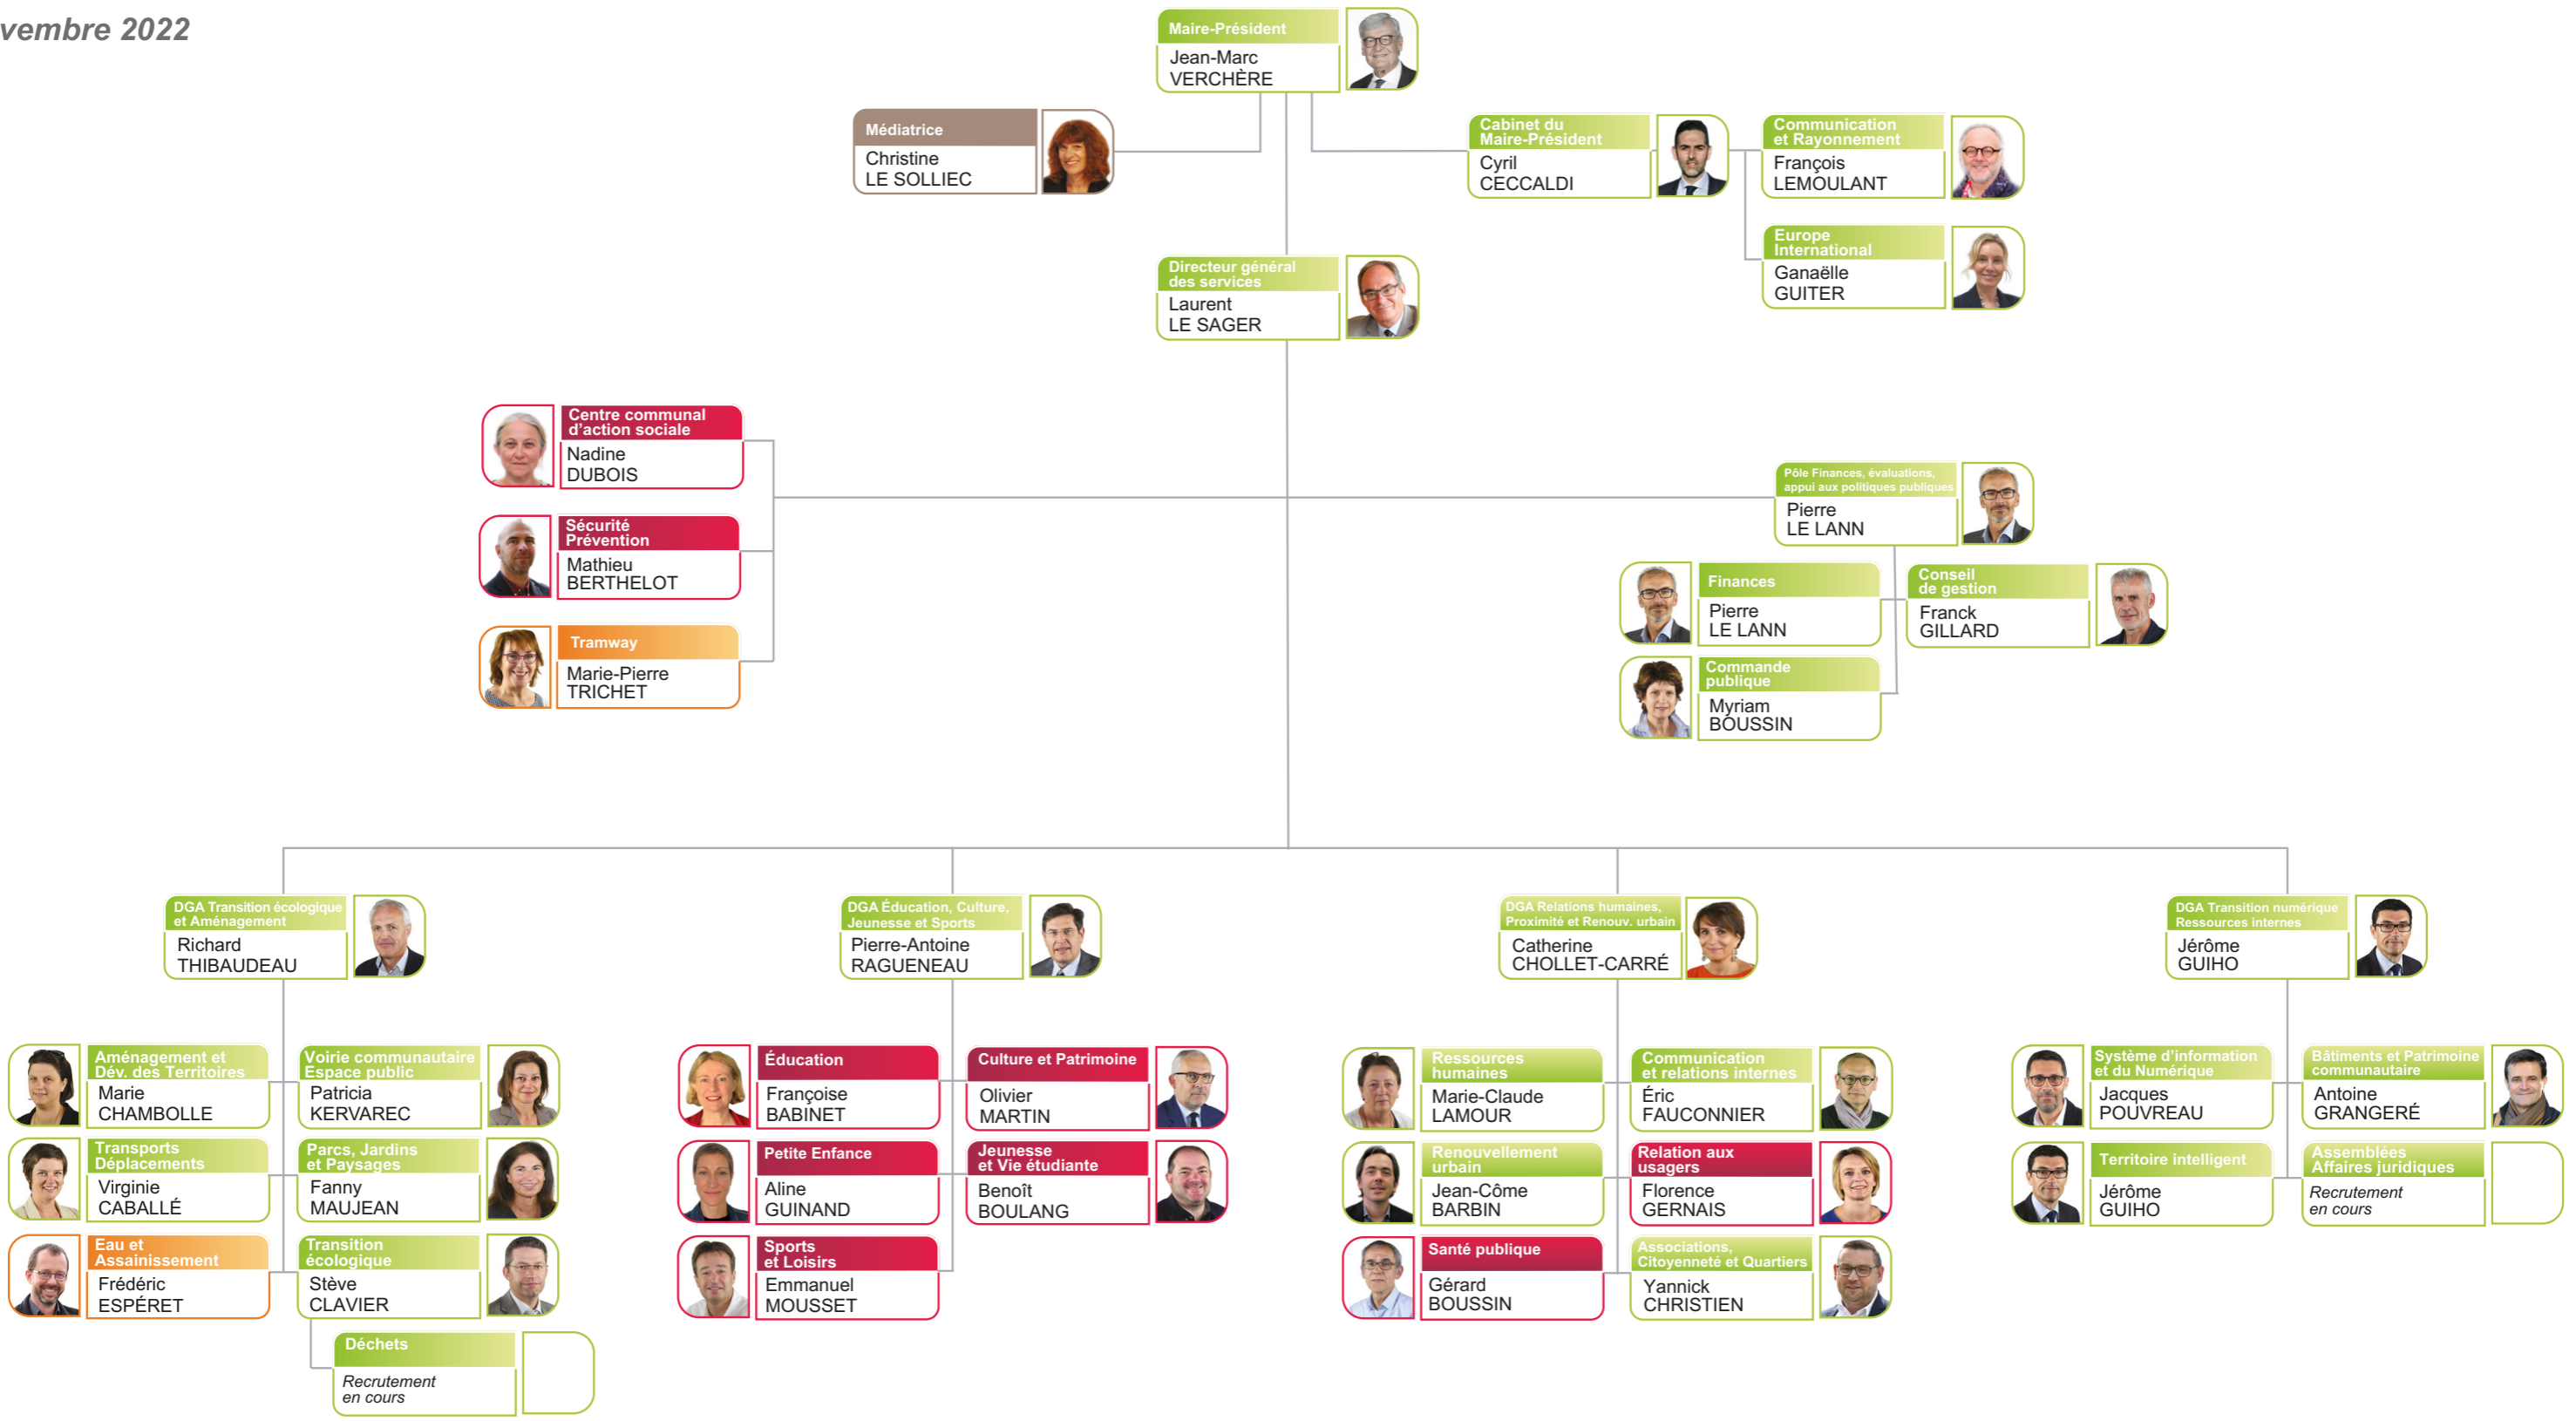 vembre 2022
Maire-Président
Jean-Marc
VERCHÈRE
Médiatrice
Christine
LE SOLLIEC
Cabinet du
Maire-Président
Cyril
CECCALDI
Communication
et Rayonnement
François
LEMOULANT
Europe
International
Ganaëlle
GUITER
Directeur général
des services
Laurent
LE SAGER
Centre communal
d'action sociale
Nadine
DUBOIS
Sécurité
Prévention
Mathieu
BERTHELOT
Tramway
Marie-Pierre
TRICHET
Pôle Finances, évaluations,
appui aux politiques publiques
Pierre
LE LANN
Finances
Pierre
LE LANN
Conseil
de gestion
Franck
GILLARD
Commande
publique
Myriam
BOUSSIN
DGA Transition écologique
et Aménagement
Richard
THIBAUDEAU
Aménagement et
Dév. des Territoires
Marie
CHAMBOLLE
Voirie communautaire
Espace public
Patricia
KERVAREC
Transports
Déplacements
Virginie
CABALLÉ
Parcs, Jardins
et Paysages
Fanny
MAUJEAN
Eau et
Assainissement
Frédéric
ESPÉRET
Transition
écologique
Stève
CLAVIER
Déchets
Recrutement
en cours
DGA Éducation, Culture,
Jeunesse et Sports
Pierre-Antoine
RAGUENEAU
Éducation
Françoise
BABINET
Culture et Patrimoine
Olivier
MARTIN
Petite Enfance
Aline
GUINAND
Jeunesse
et Vie étudiante
Benoît
BOULANG
Sports
et Loisirs
Emmanuel
MOUSSET
DGA Relations humaines,
Proximité et Renouv. urbain
Catherine
CHOLLET-CARRÉ
Ressources
humaines
Marie-Claude
LAMOUR
Communication
et relations internes
Éric
FAUCONNIER
Renouvellement
urbain
Jean-Côme
BARBIN
Relation aux
usagers
Florence
GERNAIS
Santé publique
Gérard
BOUSSIN
Associations,
Citoyenneté et Quartiers
Yannick
CHRISTIEN
DGA Transition numérique
Ressources internes
Jérôme
GUIHO
Système d'information
et du Numérique
Jacques
POUVREAU
Bâtiments et Patrimoine
communautaire
Antoine
GRANGERÉ
Territoire intelligent
Jérôme
GUIHO
Assemblées
Affaires juridiques
Recrutement
en cours